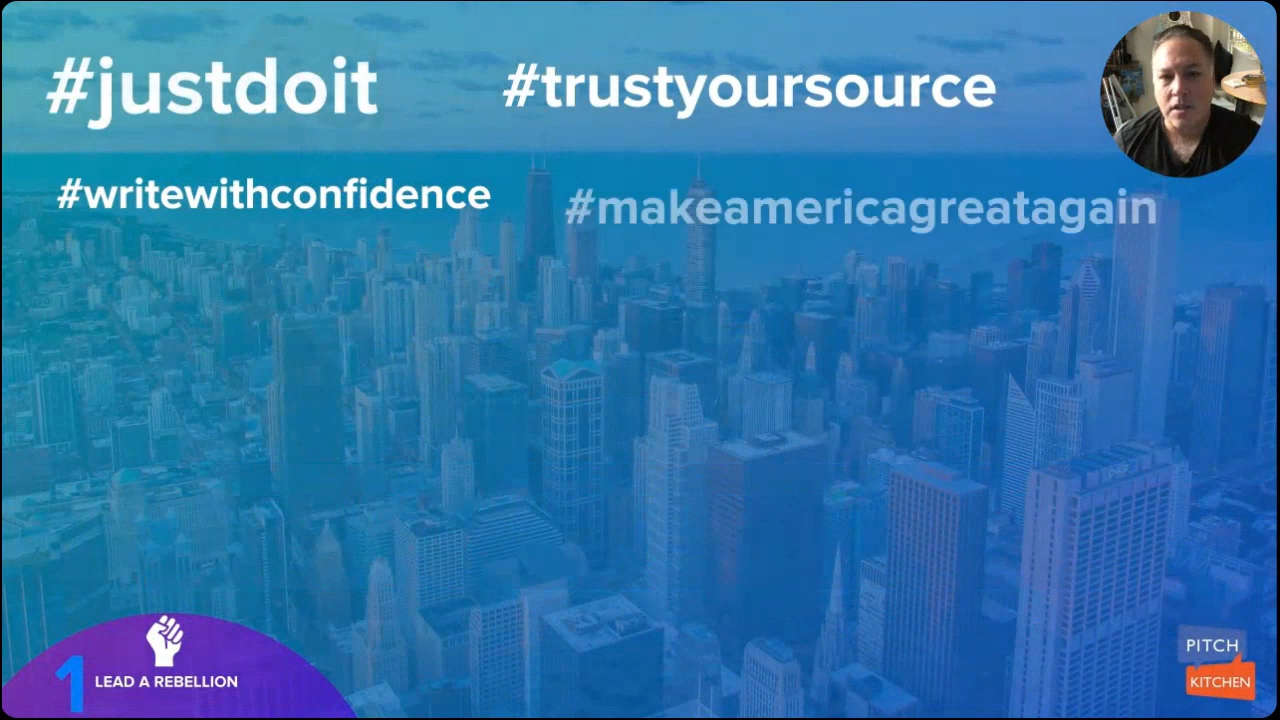 #justdoit
#trustyoursource
#writewithconfidence
#makeamericagreatagain
1
LEAD A REBELLION
PITCH
KITCHEN